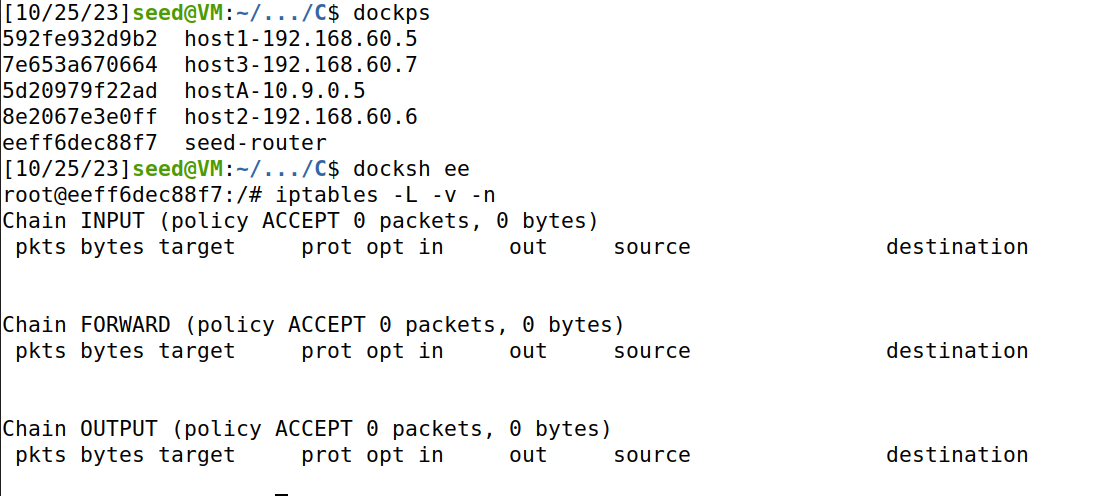 [10/25/23]seed@VM:~/.../C$ dockps
592fe932d9b2  host1-192.168.60.5
7e653a670664  host3-192.168.60.7
5d20979f22ad  hostA-10.9.0.5
8e2067e3e0ff  host2-192.168.60.6
eeff6dec88f7  seed-router
[10/25/23]seed@VM:~/.../C$ docksh ee
root@eeff6dec88f7:/# iptables -L -v -n
Chain INPUT (policy ACCEPT 0 packets, 0 bytes)
 pkts bytes target     prot opt in     out     source               destination
Chain FORWARD (policy ACCEPT 0 packets, 0 bytes)
 pkts bytes target     prot opt in     out     source               destination
Chain OUTPUT (policy ACCEPT 0 packets, 0 bytes)
 pkts bytes target     prot opt in     out     source               destination